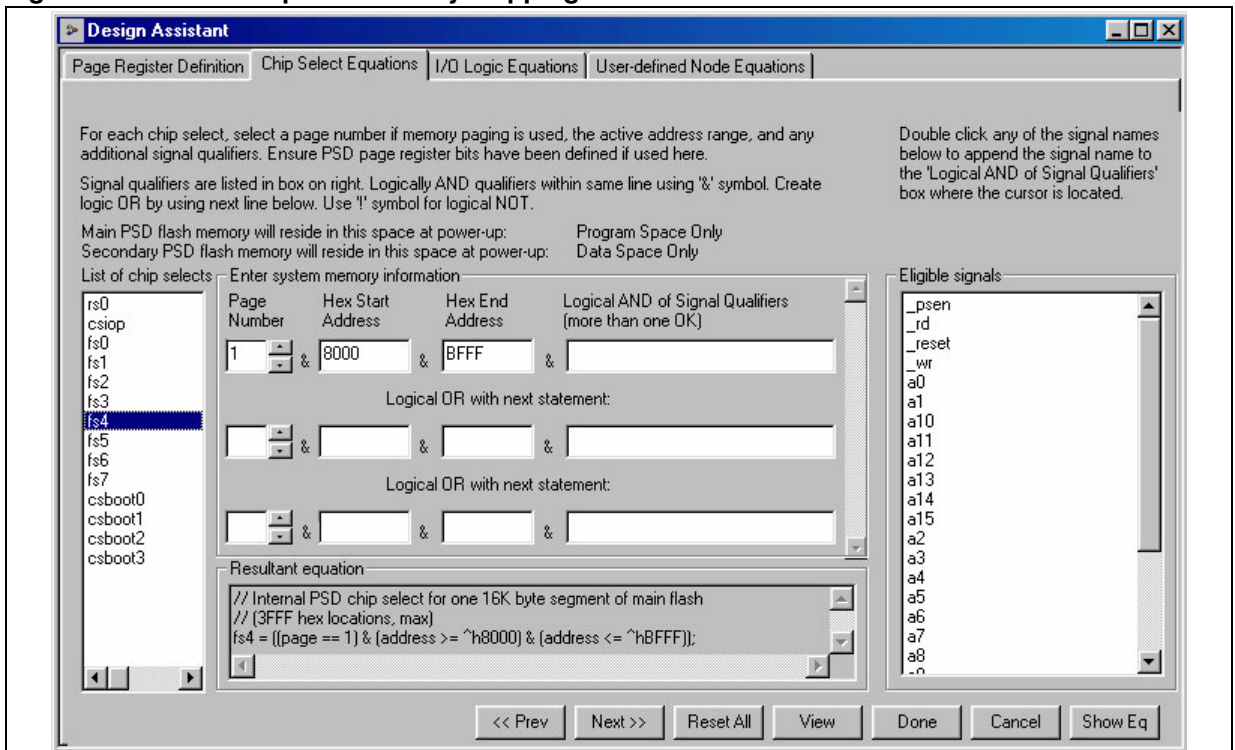 Design Assistant
Page Register Definition Chip Select Equations I/O Logic Equations User-defined Node Equations
For each chip select, select a page number if memory paging is used, the active address range, and any
additional signal qualifiers. Ensure PSD page register bits have been defined if used here.
Signal qualifiers are listed in box on right. Logically AND qualifiers within same line using '&' symbol. Create
logic OR by using next line below. Use '!' symbol for logical NOT.
Main PSD flash memory will reside in this space at power-up: Program Space Only
Secondary PSD flash memory will reside in this space at power-up: Data Space Only
Double click any of the signal names
below to append the signal name to
the 'Logical AND of Signal Qualifiers'
box where the cursor is located.
List of chip selects
rs0
csiop
fs0
fs1
fs2
fs3
fs4
fs5
fs6
fs7
csboot0
csboot1
csboot2
csboot3
Enter system memory information
Page Number
Hex Start Address
Hex End Address
Logical AND of Signal Qualifiers
(more than one OK)
1 & 8000 & BFFF &
Logical OR with next statement:
& & &
Logical OR with next statement:
& & &
Resultant equation
// Internal PSD chip select for one 16K byte segment of main flash
// (3FFF hex locations, max)
fs4 = ((page == 1) & (address >= ^h8000) & (address <= ^hBFFF));
Eligible signals
_psen
_rd
_reset
_wr
a0
a1
a10
a11
a12
a13
a14
a15
a2
a3
a4
a5
a6
a7
a8
<< Prev Next >> Reset All View Done Cancel Show Eq